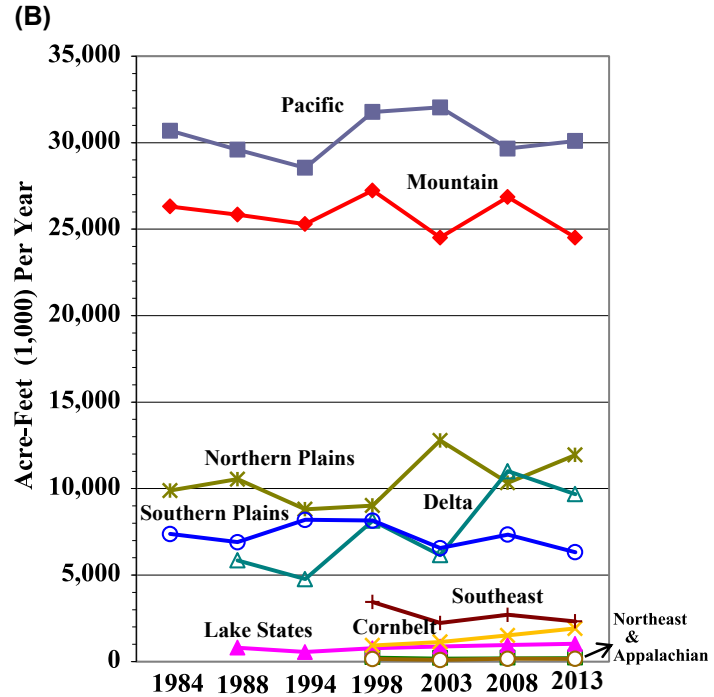 (B)
Acre-Feet (1,000) Per Year
35,000
30,000
25,000
20,000
15,000
10,000
5,000
0
Pacific
Mountain
Northern Plains
Southern Plains
Delta
Southeast
Cornbelt
Lake States
Northeast
&
Appalachian
1984 1988 1994 1998 2003 2008 2013